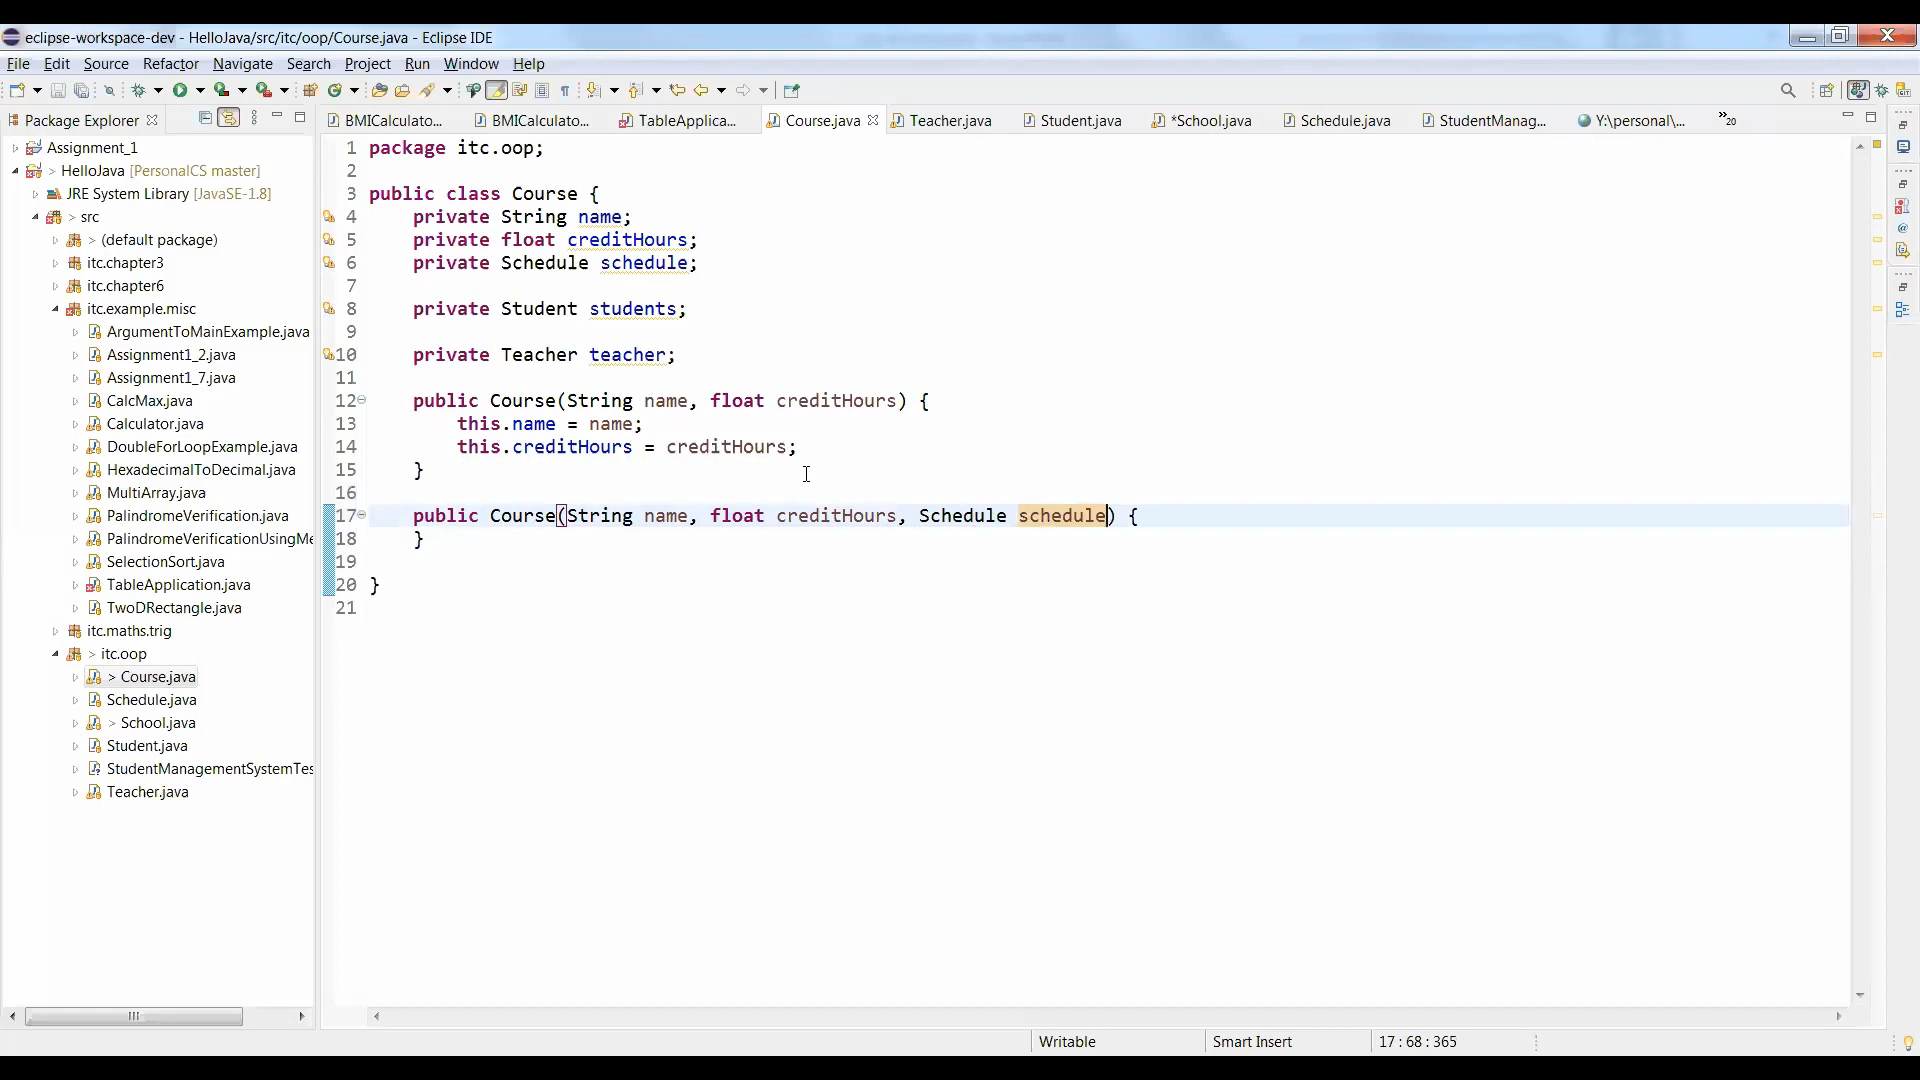 eclipse-workspace-dev - HelloJava/src/itc/oop/Course.java - Eclipse IDE
File Edit Source Refactor Navigate Search Project Run Window Help
Package Explorer
BMICalculato... BMICalculato... TableApplica... Course.java Teacher.java Student.java *School.java Schedule.java StudentManag... Y:\personal\... »20
Assignment_1
> HelloJava [PersonalCS master]
JRE System Library [JavaSE-1.8]
> src
> (default package)
itc.chapter3
itc.chapter6
itc.example.misc
ArgumentToMainExample.java
Assignment1_2.java
Assignment1_7.java
CalcMax.java
Calculator.java
DoubleForLoopExample.java
HexadecimalToDecimal.java
MultiArray.java
PalindromeVerification.java
PalindromeVerificationUsingMe
SelectionSort.java
TableApplication.java
TwoDRectangle.java
itc.maths.trig
> itc.oop
> Course.java
Schedule.java
> School.java
Student.java
StudentManagementSystemTes
Teacher.java
1 package itc.oop;
2
3 public class Course {
4 private String name;
5 private float creditHours;
6 private Schedule schedule;
7
8 private Student students;
9
10 private Teacher teacher;
11
12 public Course(String name, float creditHours) {
13 this.name = name;
14 this.creditHours = creditHours;
15 }
16
17 public Course(String name, float creditHours, Schedule schedule) {
18 }
19
20 }
21
Writable Smart Insert 17 : 68 : 365